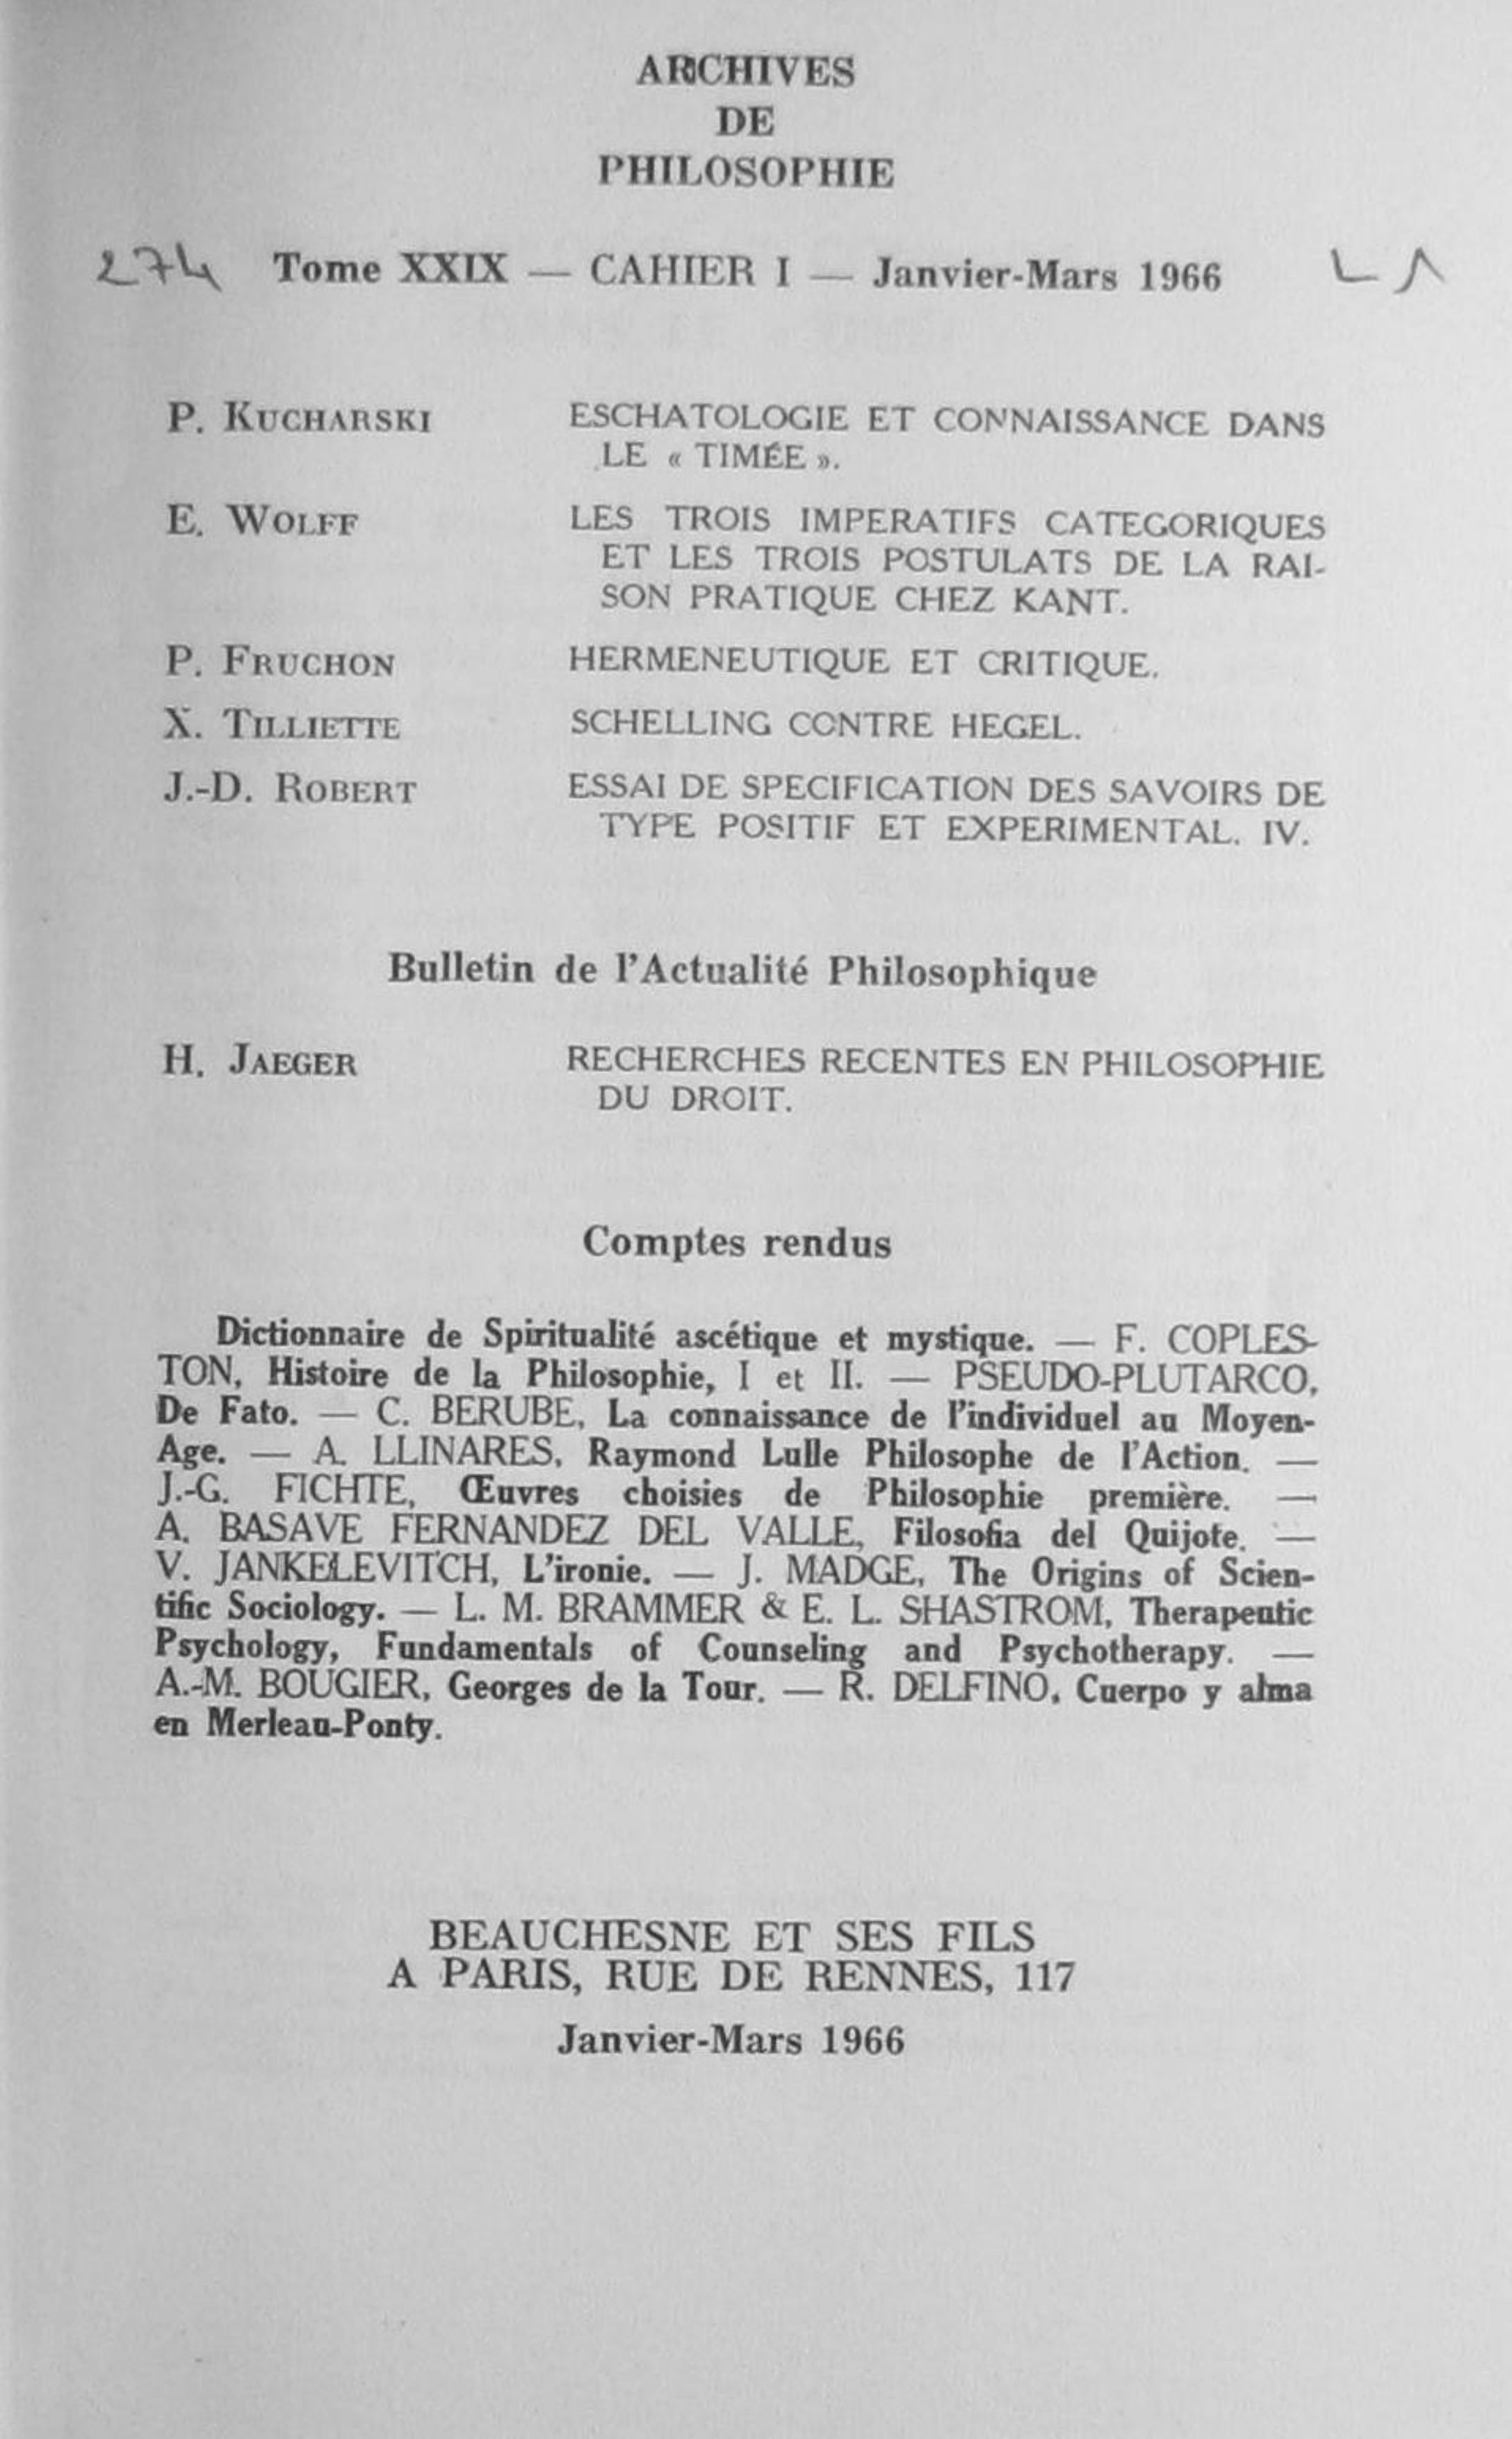 ARCHIVES
DE
PHILOSOPHIE
274 Tome XXIX — CAHIER I — Janvier-Mars 1966
P. KUCHARSKI ESCHATOLOGIE ET CONNAISSANCE DANS
LE « TIMÉE ».
E. WOLFF LES TROIS IMPERATIFS CATEGORIQUES
ET LES TROIS POSTULATS DE LA RAI-
SON PRATIQUE CHEZ KANT.
P. FRUCHON HERMENEUTIQUE ET CRITIQUE.
X. TILLIETTE SCHELLING CONTRE HEGEL.
J.-D. ROBERT ESSAI DE SPECIFICATION DES SAVOIRS DE
TYPE POSITIF ET EXPERIMENTAL. IV.
Bulletin de l'Actualité Philosophique
H. JAEGER RECHERCHES RECENTES EN PHILOSOPHIE
DU DROIT.
Comptes rendus
Dictionnaire de Spiritualité ascétique et mystique. — F. COPLES-
TON, Histoire de la Philosophie, I et II. — PSEUDO-PLUTARCO,
De Fato. — C. BERUBE, La connaissance de l'individuel au Moyen-
Age. — A. LLINARES, Raymond Lulle Philosophe de l'Action. —
J.-G. FICHTE, Œuvres choisies de Philosophie première. —
A. BASAVE FERNANDEZ DEL VALLE, Filosofia del Quijote. —
V. JANKELEVITCH, L'ironie. — J. MADGE, The Origins of Scien-
tific Sociology. — L. M. BRAMMER & E. L. SHASTROM, Therapeutic
Psychology, Fundamentals of Counseling and Psychotherapy. —
A.-M. BOUGIER, Georges de la Tour. — R. DELFINO, Cuerpo y alma
en Merleau-Ponty.
BEAUCHESNE ET SES FILS
A PARIS, RUE DE RENNES, 117
Janvier-Mars 1966